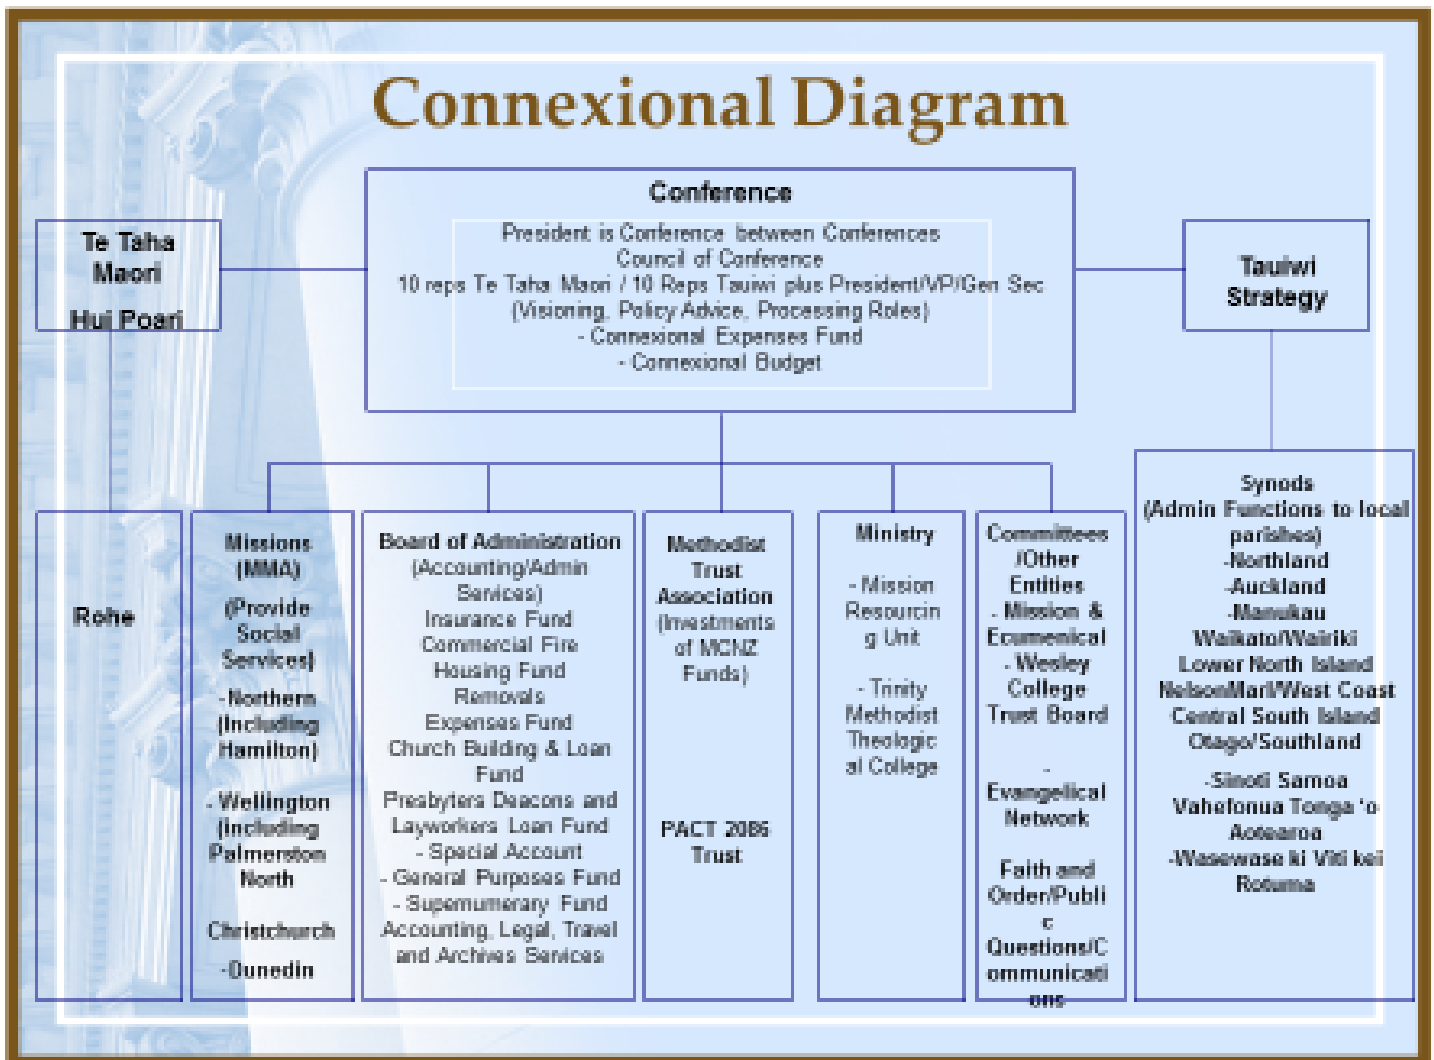 Connexional Diagram
Conference
President is Conference between Conferences
Council of Conference
10 reps Te Taha Maori / 10 Reps Tauiwi plus President/VP/Gen Sec
(Visioning, Policy Advice, Processing Roles)
- Connexional Expenses Fund
- Connexional Budget
Te Taha
Maori
Hui Poari
Tauiwi
Strategy
Rohe
Missions
(MMA)
(Provide
Social
Services)
-Northern
(Including
Hamilton)
- Wellington
(Including
Palmerston
North
Christchurch
-Dunedin
Board of Administration
(Accounting/Admin
Services)
Insurance Fund
Commercial Fire
Housing Fund
Removals
Expenses Fund
Church Building & Loan
Fund
Presbyters Deacons and
Layworkers Loan Fund
- Special Account
- General Purposes Fund
- Supernumerary Fund
Accounting, Legal, Travel
and Archives Services
Methodist
Trust
Association
(Investments
of MCNZ
Funds)
PACT 2086
Trust
Ministry
- Mission
Resourcin
g Unit
- Trinity
Methodist
Theologic
al College
Committees
/Other
Entities
- Mission &
Ecumenical
- Wesley
College
Trust Board
-
Evangelical
Network
Faith and
Order/Publi
c
Questions/C
ommunicati
ons
Synods
(Admin Functions to local
parishes)
-Northland
-Auckland
-Manukau
Waikato/Wairiki
Lower North Island
NelsonMarl/West Coast
Central South Island
Otago/Southland
-Sinoti Samoa
Vahefonua Tonga 'o
Aotearoa
-Wasewase ki Viti kei
Rotuma